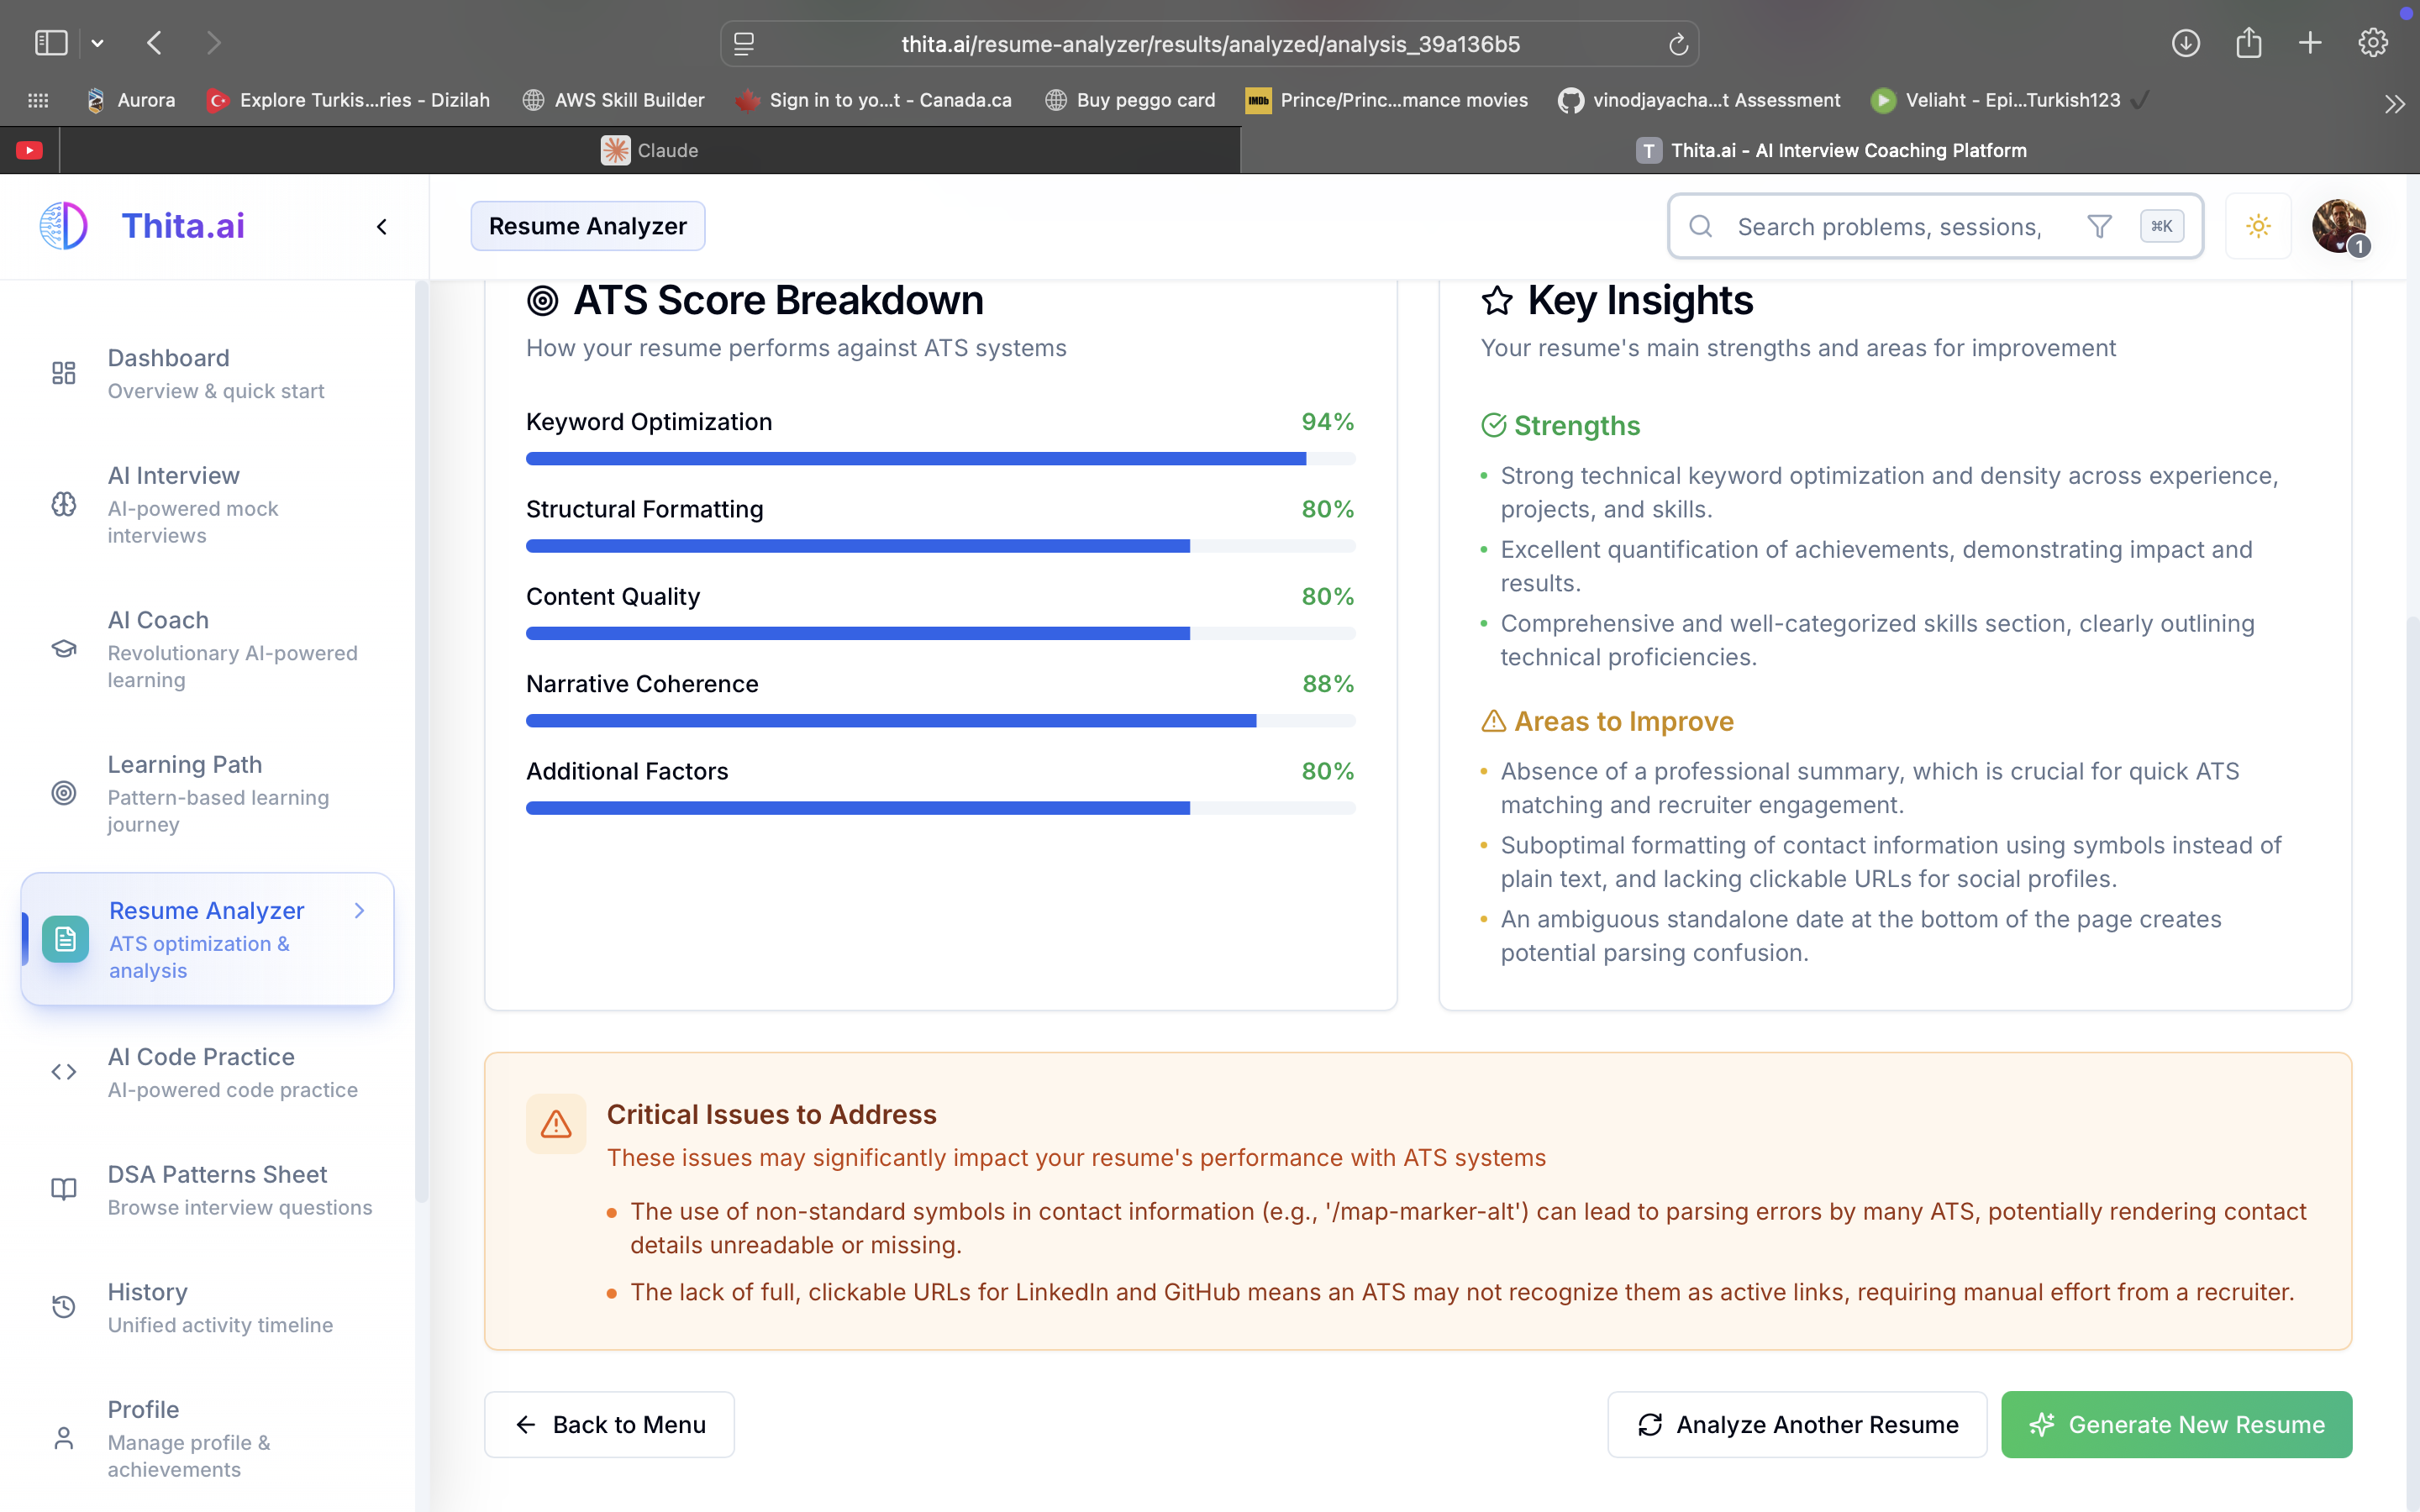 thita.ai/resume-analyzer/results/analyzed/analysis_39a136b5
Aurora
Explore Turkis...ries - Dizilah
AWS Skill Builder
Sign in to yo...t - Canada.ca
Buy peggo card
IMDb
Prince/Princ...mance movies
vinodjayacha...t Assessment
Veliaht - Epi...Turkish123 ✓
Claude
T
Thita.ai - AI Interview Coaching Platform
Thita.ai
Resume Analyzer
Search problems, sessions,
⌘K
1
Dashboard
Overview & quick start
AI Interview
AI-powered mock
interviews
AI Coach
Revolutionary AI-powered
learning
Learning Path
Pattern-based learning
journey
Resume Analyzer
ATS optimization &
analysis
AI Code Practice
AI-powered code practice
DSA Patterns Sheet
Browse interview questions
History
Unified activity timeline
Profile
Manage profile &
achievements
ATS Score Breakdown
How your resume performs against ATS systems
Keyword Optimization 94%
Structural Formatting 80%
Content Quality 80%
Narrative Coherence 88%
Additional Factors 80%
Key Insights
Your resume's main strengths and areas for improvement
Strengths
• Strong technical keyword optimization and density across experience,
projects, and skills.
• Excellent quantification of achievements, demonstrating impact and
results.
• Comprehensive and well-categorized skills section, clearly outlining
technical proficiencies.
Areas to Improve
• Absence of a professional summary, which is crucial for quick ATS
matching and recruiter engagement.
• Suboptimal formatting of contact information using symbols instead of
plain text, and lacking clickable URLs for social profiles.
• An ambiguous standalone date at the bottom of the page creates
potential parsing confusion.
Critical Issues to Address
These issues may significantly impact your resume's performance with ATS systems
• The use of non-standard symbols in contact information (e.g., '/map-marker-alt') can lead to parsing errors by many ATS, potentially rendering contact
details unreadable or missing.
• The lack of full, clickable URLs for LinkedIn and GitHub means an ATS may not recognize them as active links, requiring manual effort from a recruiter.
Back to Menu
Analyze Another Resume
Generate New Resume